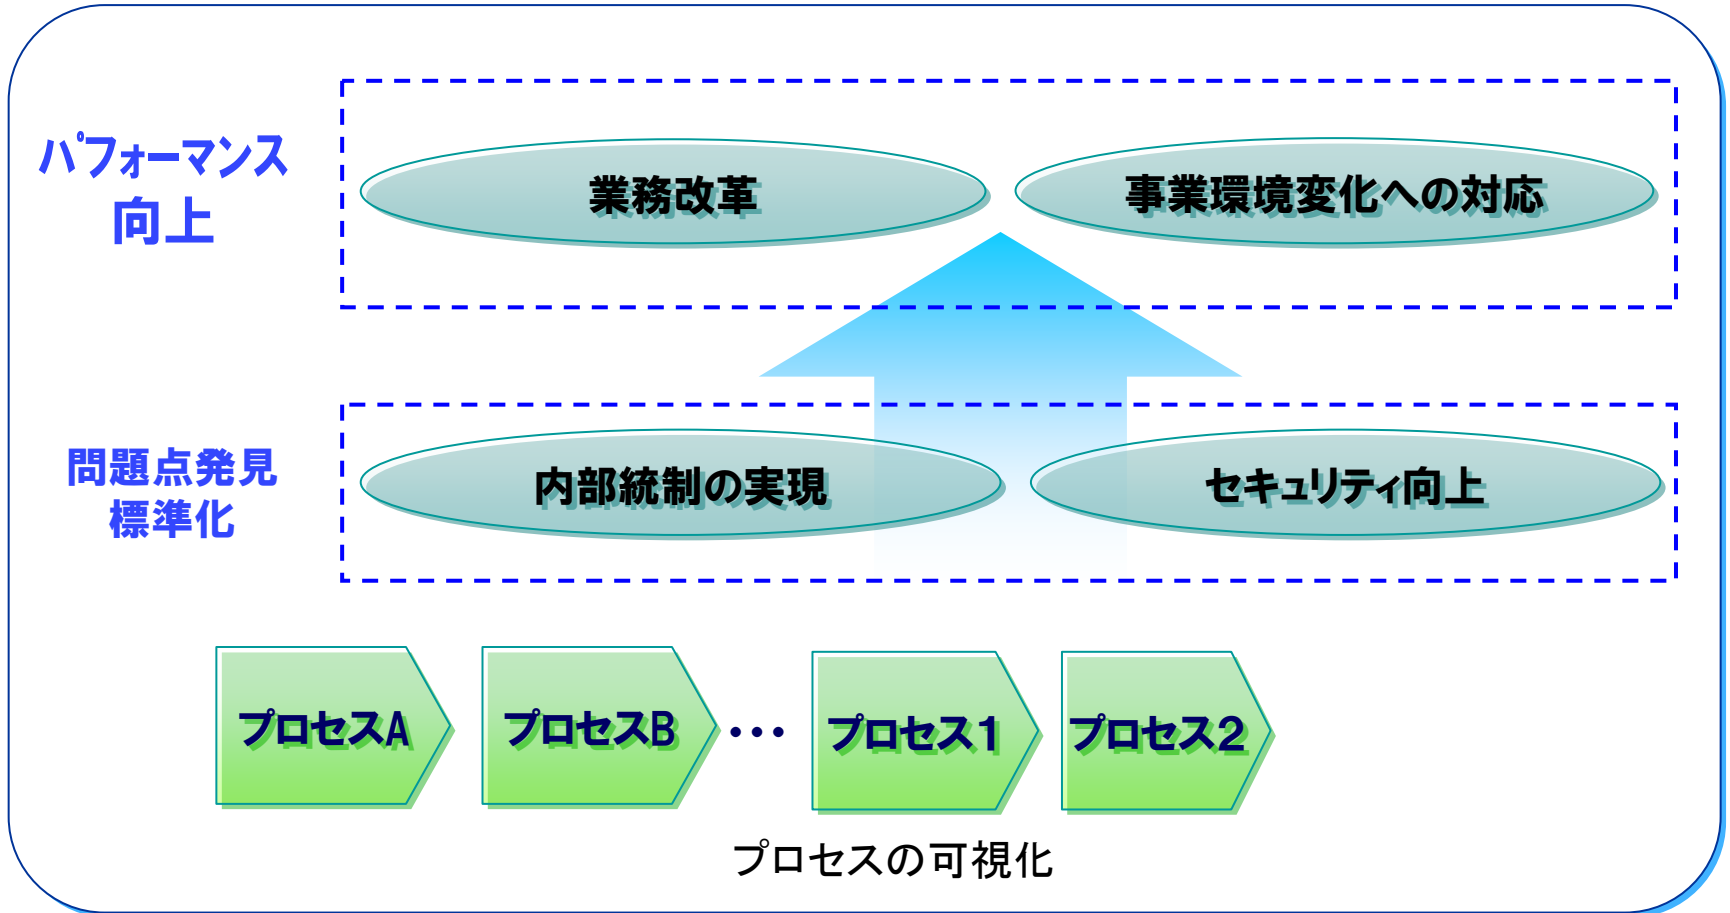 パフォーマンス
向上
業務改革
事業環境変化への対応
問題点発見
標準化
内部統制の実現
セキュリティ向上
プロセスA
プロセスB
・・・
プロセス1
プロセス2
プロセスの可視化